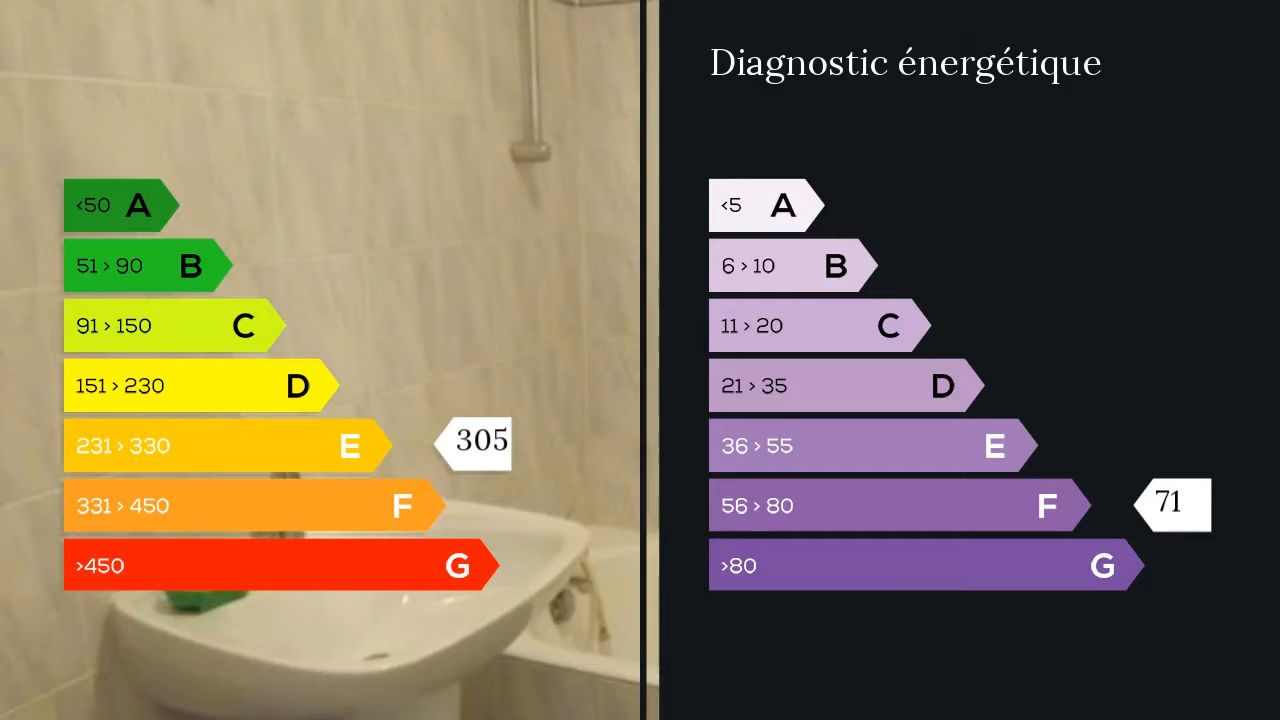 Diagnostic énergétique
<50 A
51 > 90 B
91 > 150 C
151 > 230 D
231 > 330 E
305
331 > 450 F
>450 G
<5 A
6 > 10 B
11 > 20 C
21 > 35 D
36 > 55 E
56 > 80 F
71
>80 G